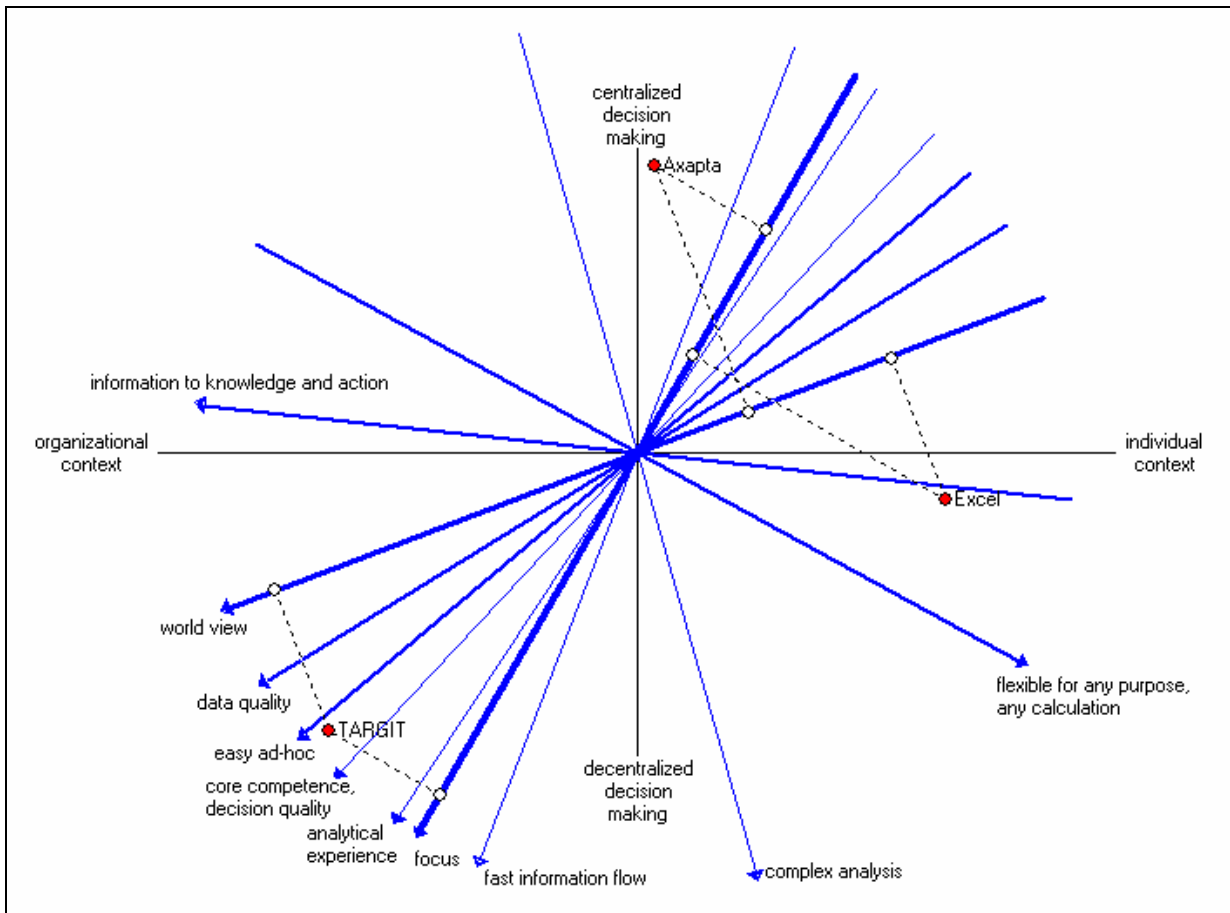 centralized
decision
making
Axapta
information to knowledge and action
organizational
context
individual
context
Excel
world view
data quality
flexible for any purpose,
any calculation
TARGIT
easy ad-hoc
decentralized
decision
making
core competence,
decision quality
analytical
experience
focus
fast information flow
complex analysis